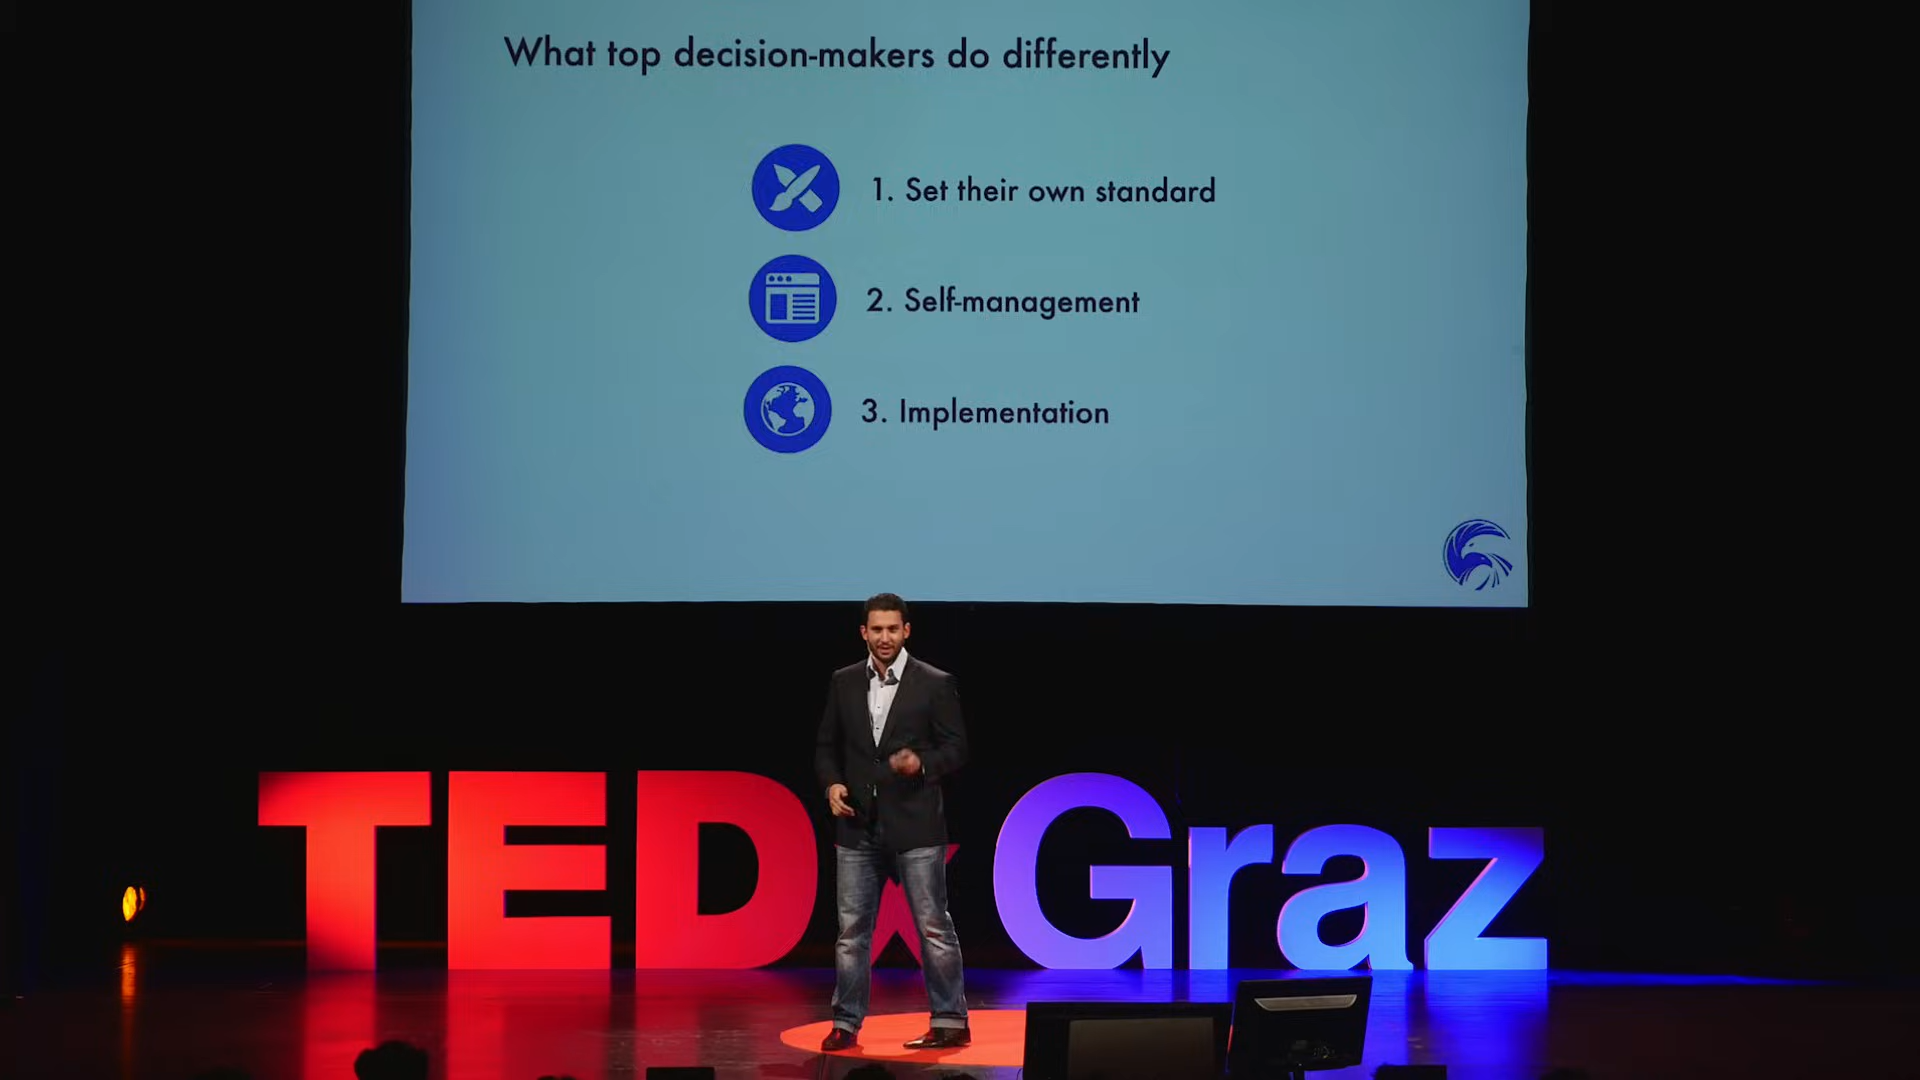 What top decision-makers do differently
1. Set their own standard
2. Self-management
3. Implementation
TEDxGraz